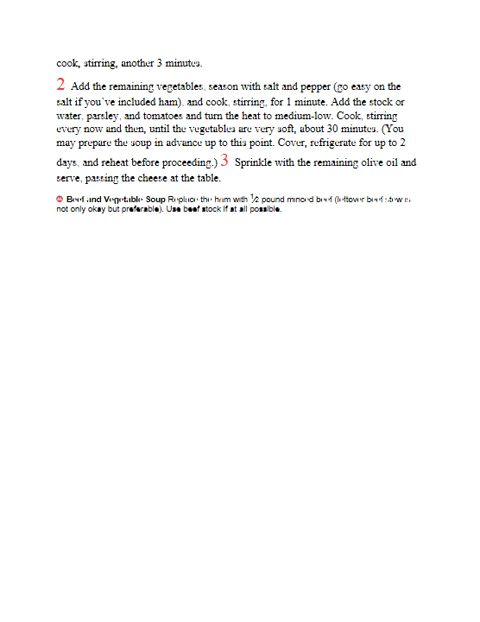 cook, stirring, another 3 minutes.
2 Add the remaining vegetables, season with salt and pepper (go easy on the
salt if you've included ham), and cook, stirring, for 1 minute. Add the stock or
water, parsley, and tomatoes and turn the heat to medium-low. Cook, stirring
every now and then, until the vegetables are very soft, about 30 minutes. (You
may prepare the soup in advance up to this point. Cover, refrigerate for up to 2
days, and reheat before proceeding.) 3 Sprinkle with the remaining olive oil and
serve, passing the cheese at the table.
Beef and Vegetable Soup Replace the ham with ½ pound minced beef (leftover beef stew is
not only okay but preferable). Use beef stock if at all possible.